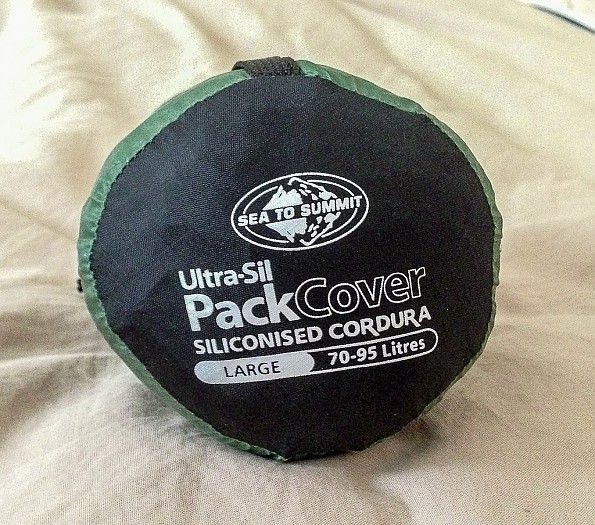 SEA TO SUMMIT
Ultra-Sil
PackCover
SILICONISED CORDURA
LARGE 70-95 Litres